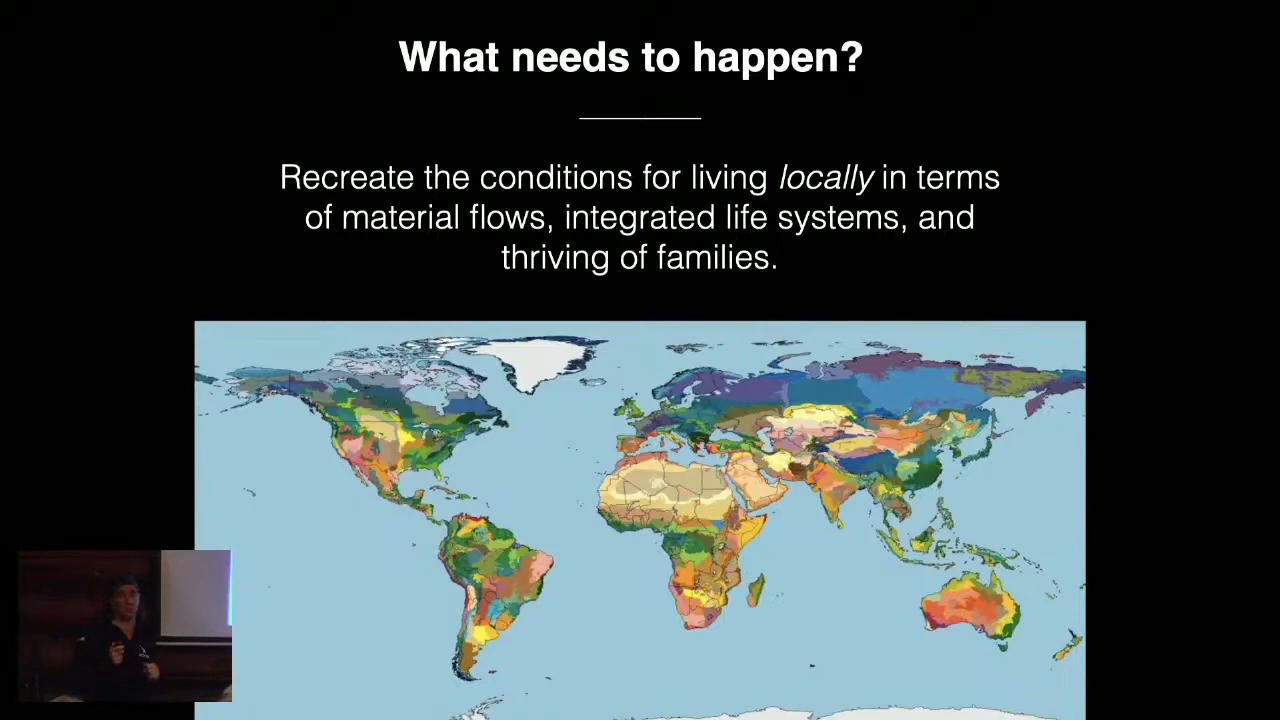 What needs to happen?
Recreate the conditions for living locally in terms
of material flows, integrated life systems, and
thriving of families.